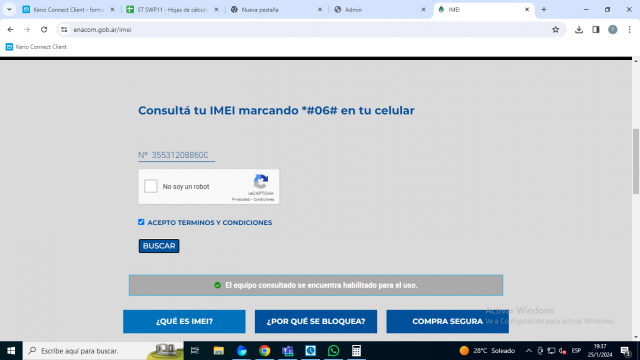 Kerio Connect Client - form
ST SWP11 - Hojas de cálculo
Nueva pestaña
Admin
IMEI
enacom.gob.ar/imei
Kerio Connect Client
Consultá tu IMEI marcando *#06# en tu celular
Nº 35531208860
No soy un robot
reCAPTCHA
Privacidad - Condiciones
ACEPTO TERMINOS Y CONDICIONES
BUSCAR
El equipo consultado se encuentra habilitado para el uso.
Activar Windows
Ve a Configuración para activar Windows.
¿QUÉ ES IMEI?
¿POR QUÉ SE BLOQUEA?
COMPRA SEGURA
Escribe aquí para buscar.
28°C Soleado
ESP
19:37
25/1/2024